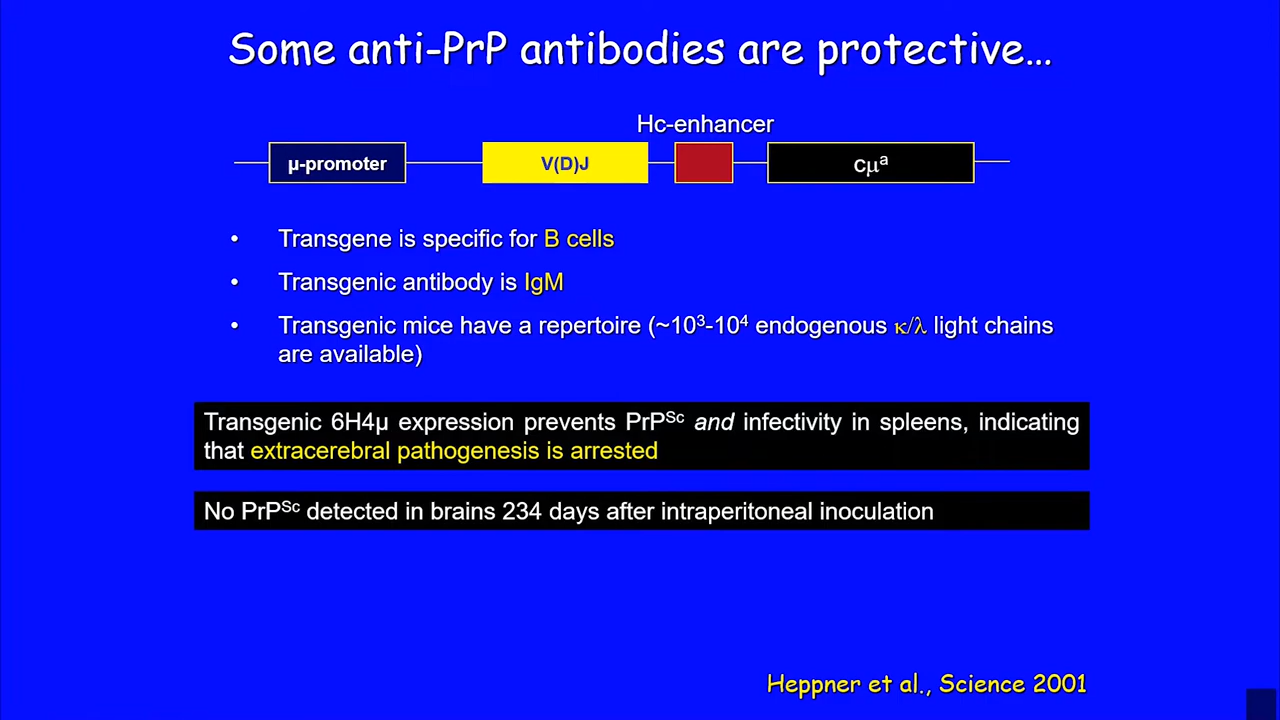 Some anti-PrP antibodies are protective…
Hc-enhancer
μ-promoter
V(D)J
cμᵃ
• Transgene is specific for B cells
• Transgenic antibody is IgM
• Transgenic mice have a repertoire (~10³-10⁴ endogenous κ/λ light chains
are available)
Transgenic 6H4μ expression prevents PrPˢᶜ and infectivity in spleens, indicating
that extracerebral pathogenesis is arrested
No PrPˢᶜ detected in brains 234 days after intraperitoneal inoculation
Heppner et al., Science 2001